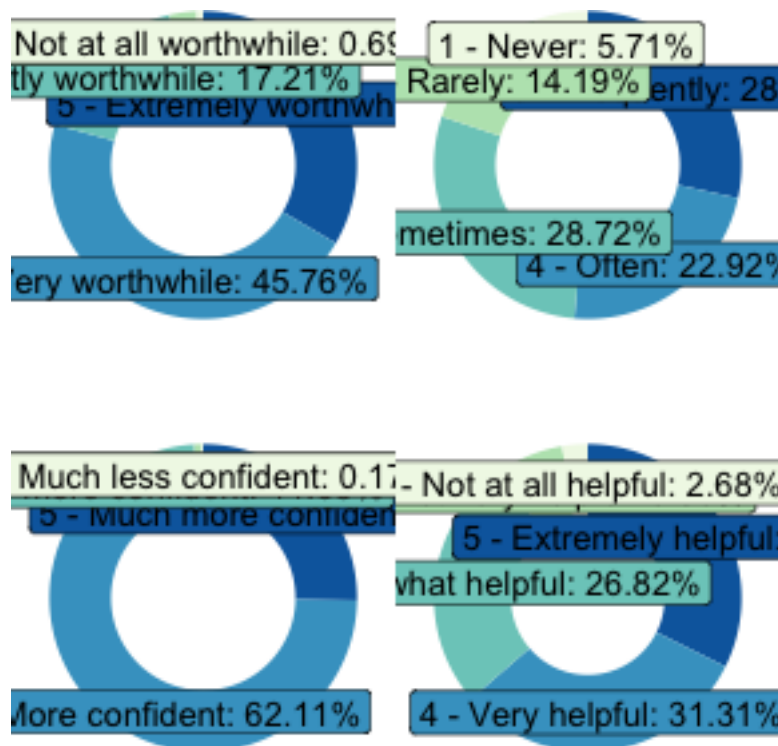 Not at all worthwhile: 0.69
tly worthwhile: 17.21%
5 - Extremely worthwh
ery worthwhile: 45.76%
1 - Never: 5.71%
Rarely: 14.19%
ently: 28
metimes: 28.72%
4 - Often: 22.92%
Much less confident: 0.17
5 - Much more confiden
More confident: 62.11%
- Not at all helpful: 2.68%
5 - Extremely helpful:
what helpful: 26.82%
4 - Very helpful: 31.31%